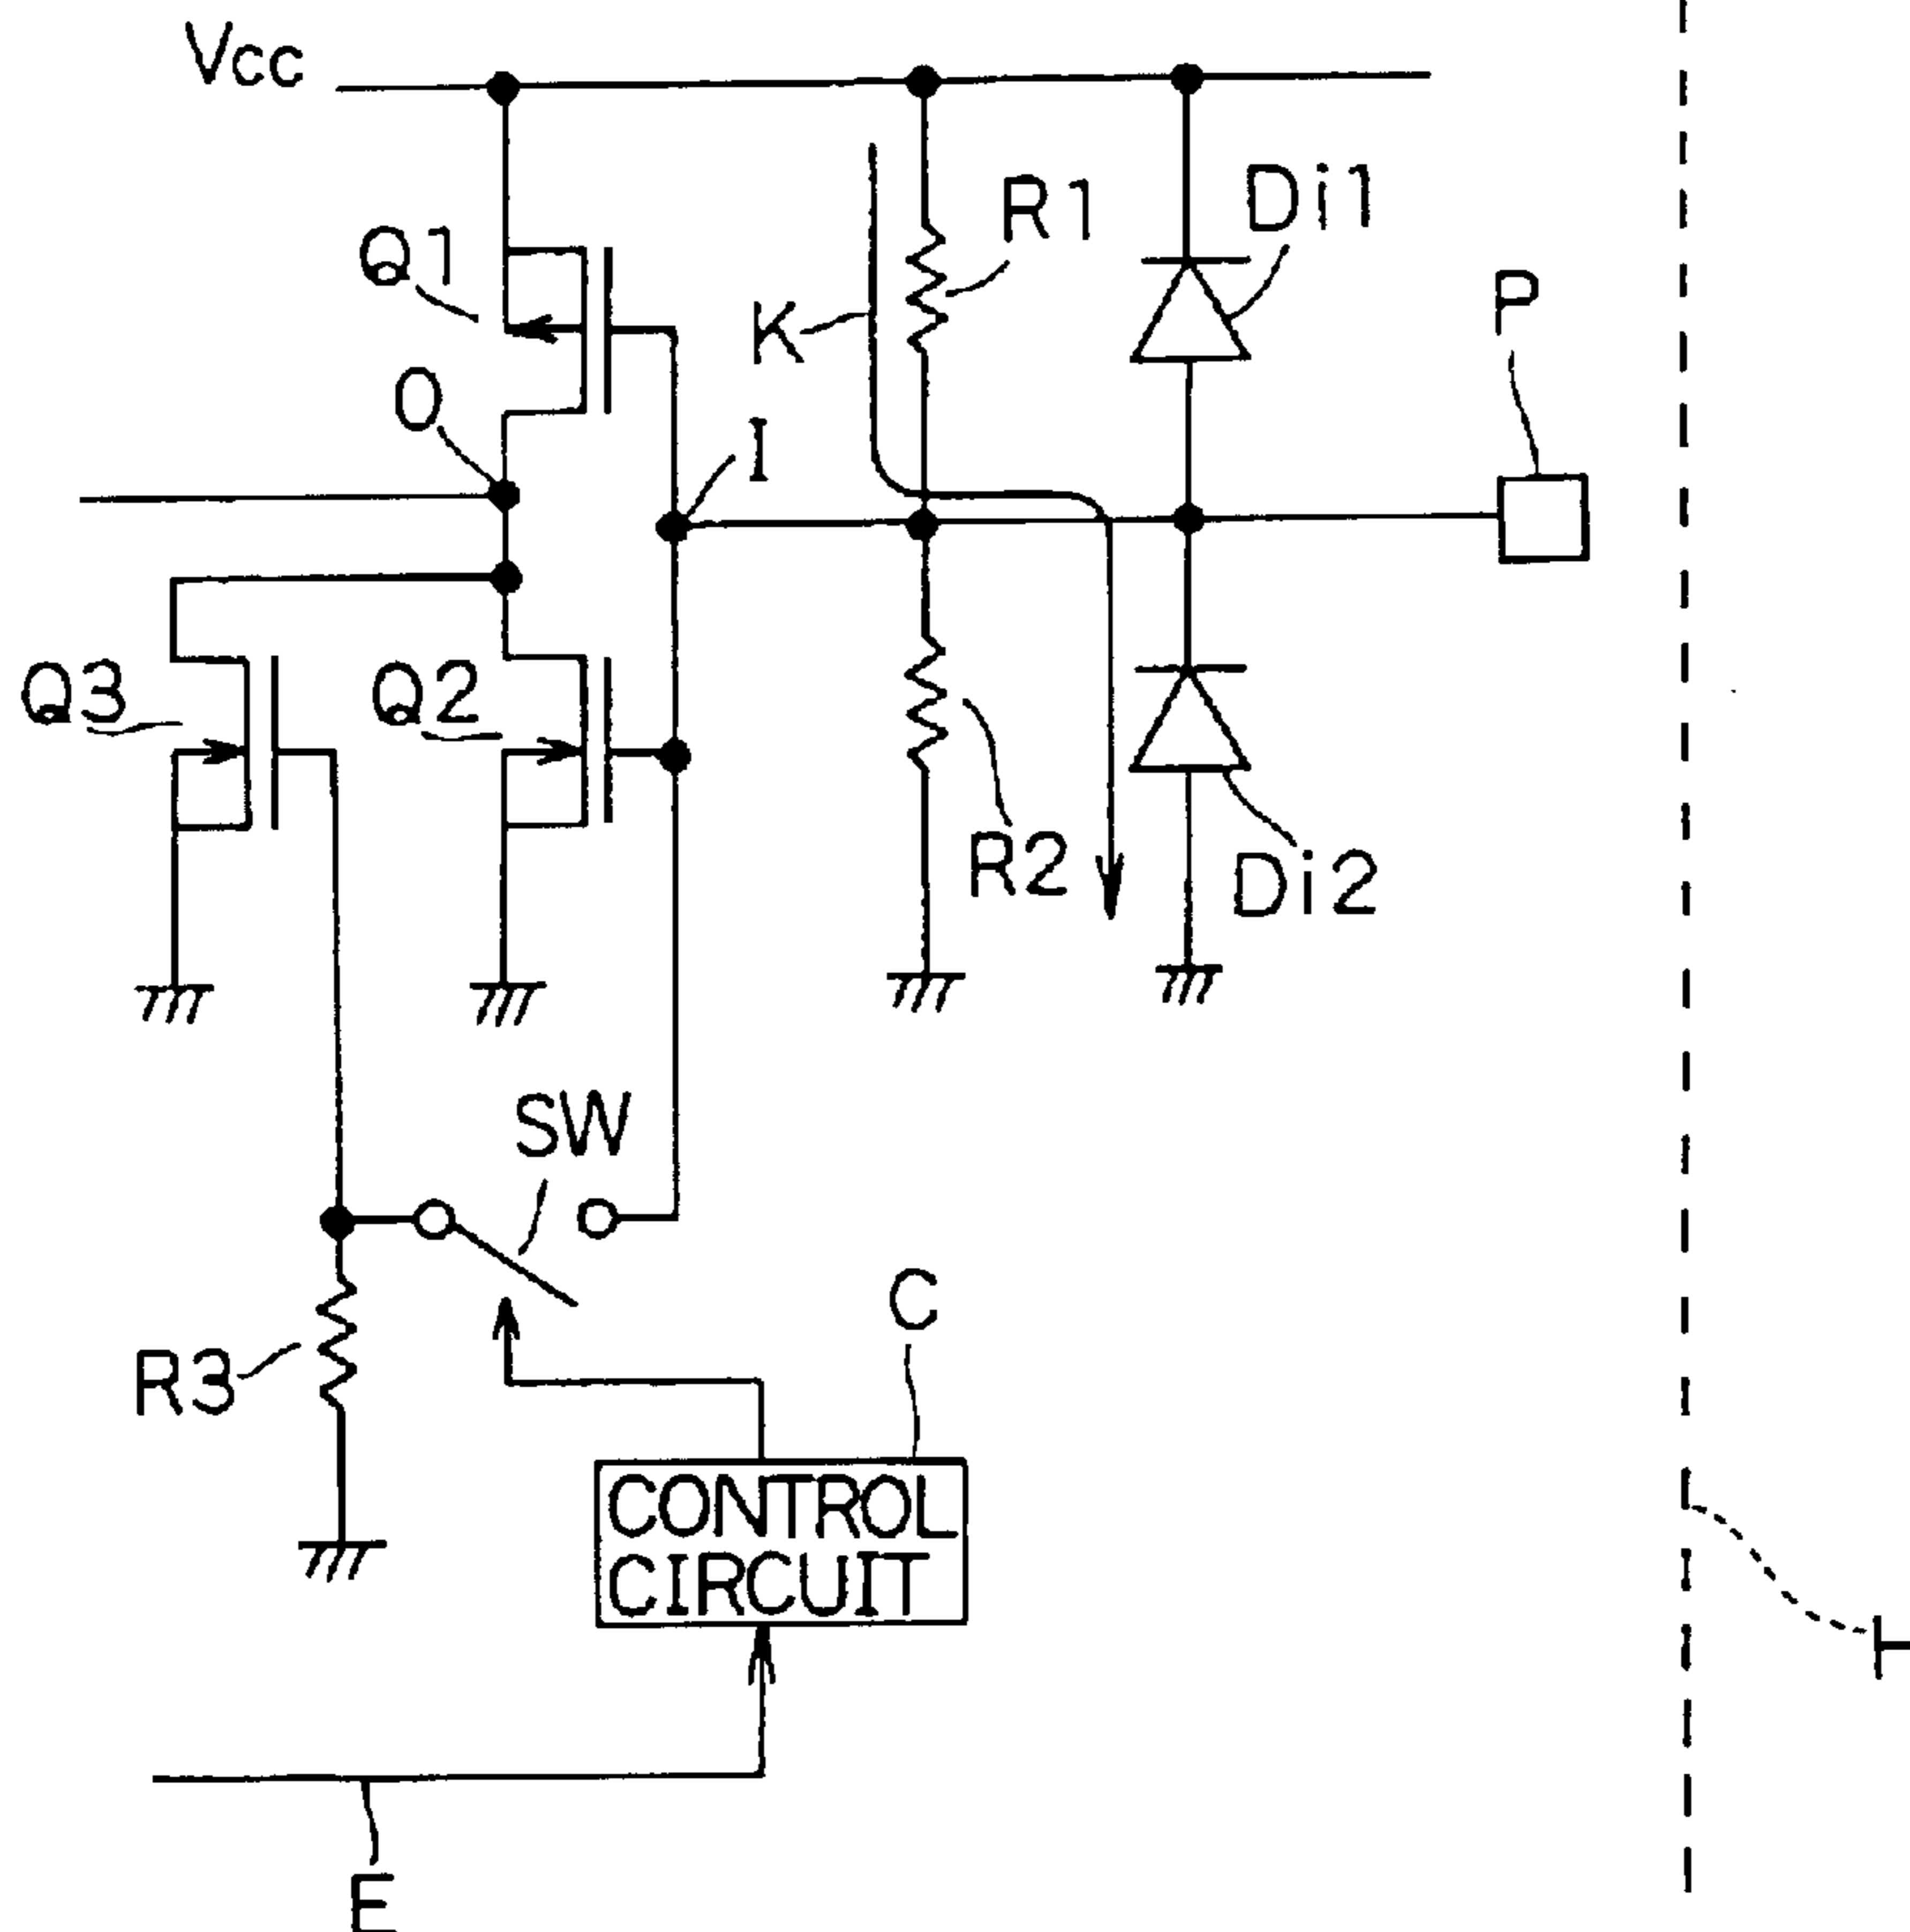 Vcc
Di1
R1
Q1
P
K
O
I
Q3
Q2
R2
Di2
SW
C
R3
CONTROL
CIRCUIT
E